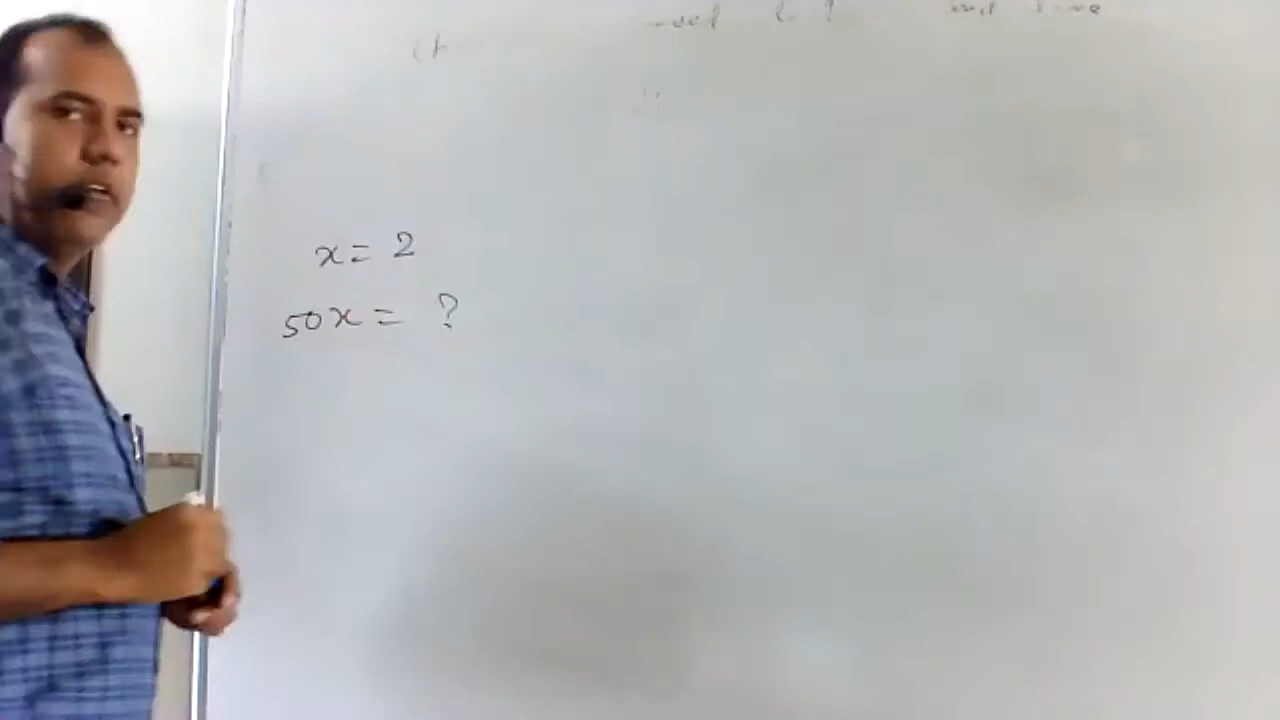 x = 2
50x = ?